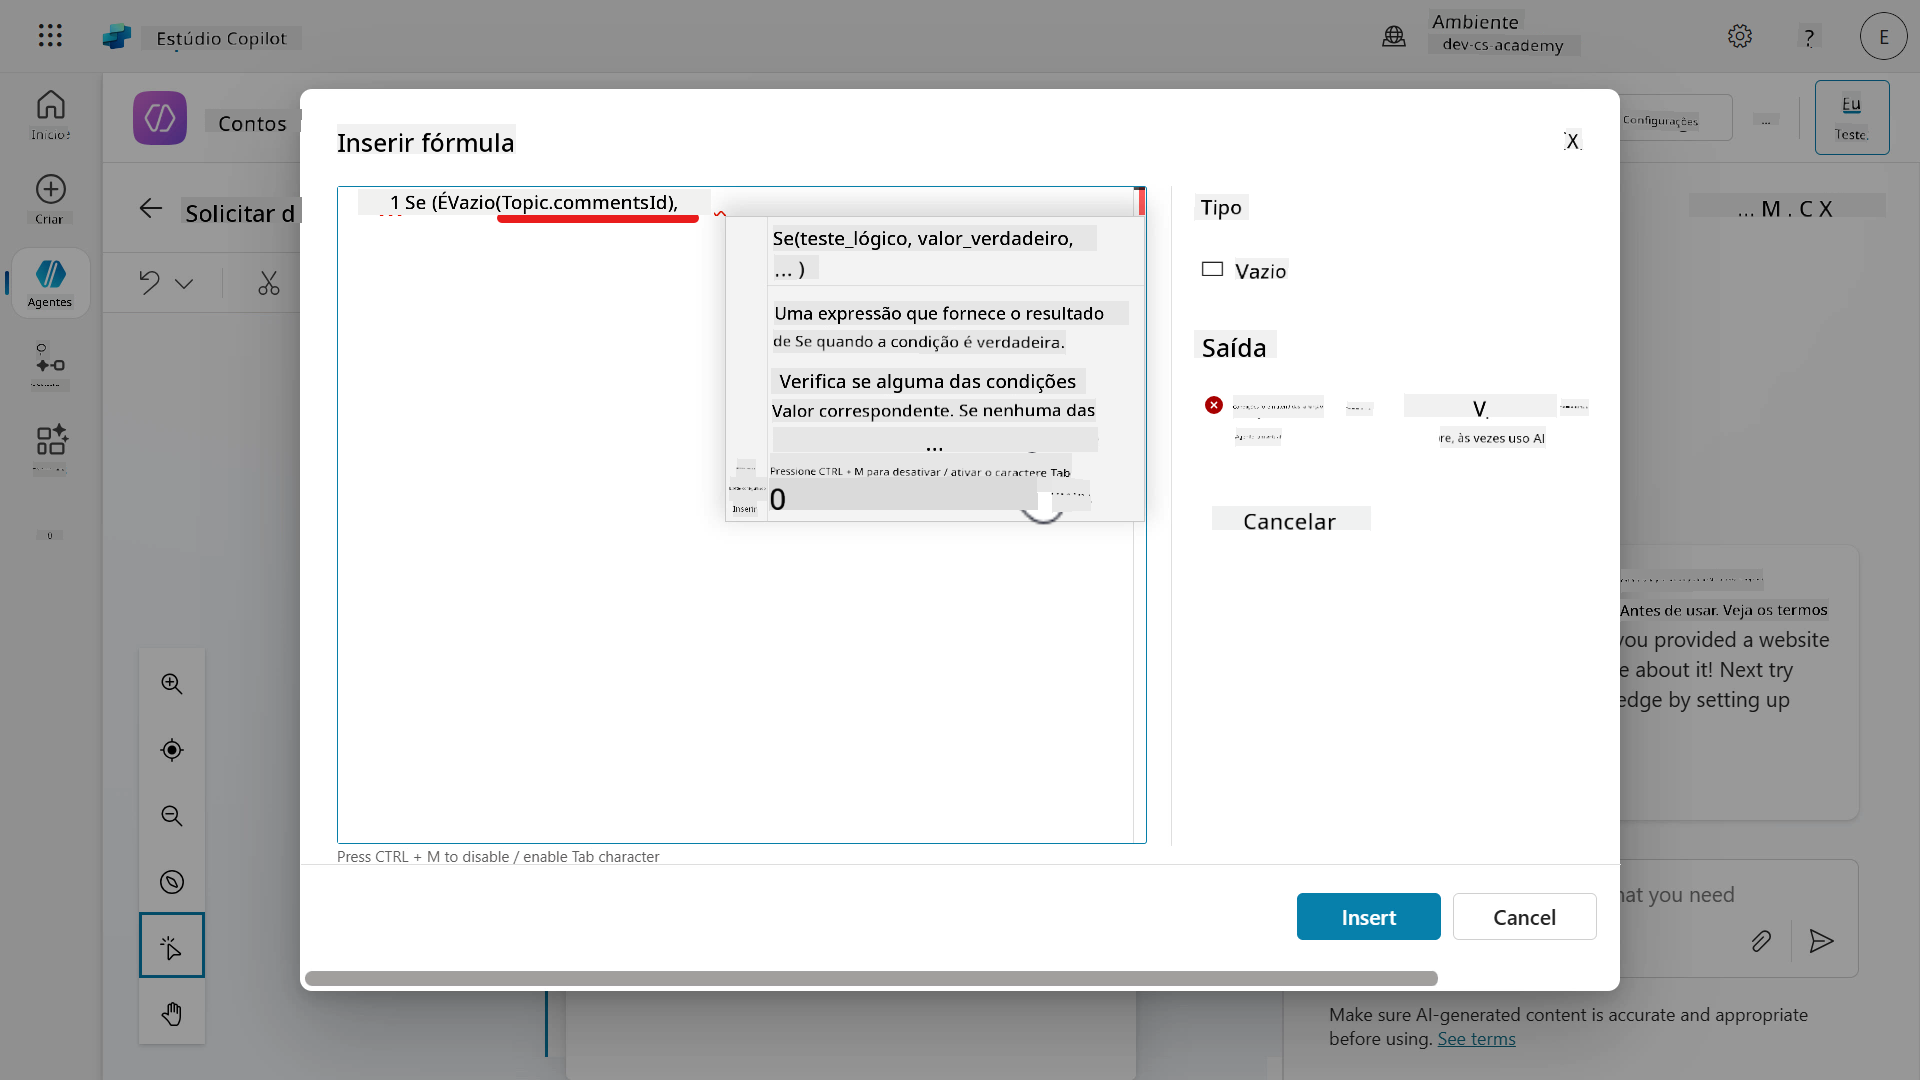 Estúdio Copilot
Ambiente
dev-cs-academy
?
E
Inserir fórmula
X
Contos
Configurações
...
Eu
Teste.
Criar
Solicitar d
1 Se (ÉVazio(Topic.commentsId),
Tipo
... M . C X
Se(teste_lógico, valor_verdadeiro,
... )
Vazio
Agentes
Uma expressão que fornece o resultado
de Se quando a condição é verdadeira.
Saída
Verifica se alguma das condições
Valor correspondente. Se nenhuma das
...
V.
re, às vezes uso AI
Pressione CTRL + M para desativar / ativar o caractere Tab
0
Inserir
Cancelar
Antes de usar. Veja os termos
you provided a website
e about it! Next try
edge by setting up
Press CTRL + M to disable / enable Tab character
Insert
Cancel
hat you need
Make sure AI-generated content is accurate and appropriate
before using. See terms